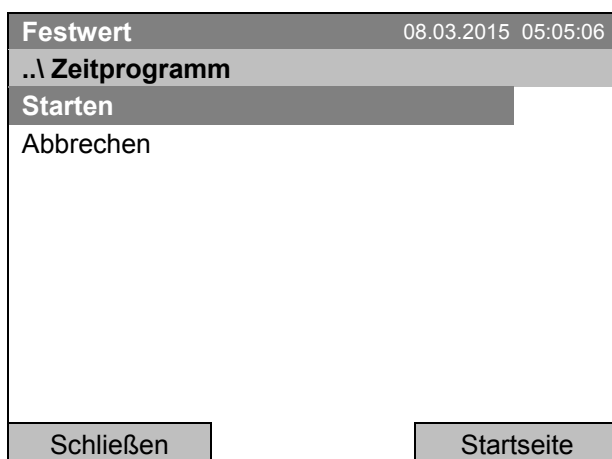 Festwert 08.03.2015 05:05:06
..\ Zeitprogramm
Starten
Abbrechen
Schließen Startseite